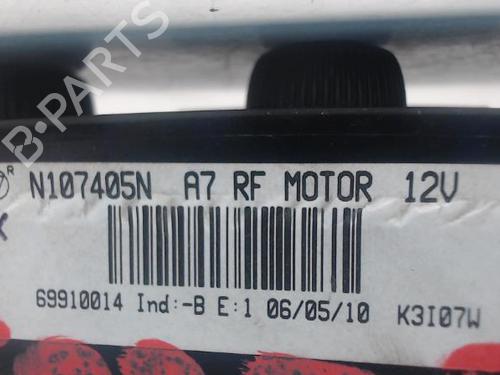 B-PARTS
R
N107405N A7 RF MOTOR 12V
69910014 Ind:-B E:1 06/05/10 K3I07W